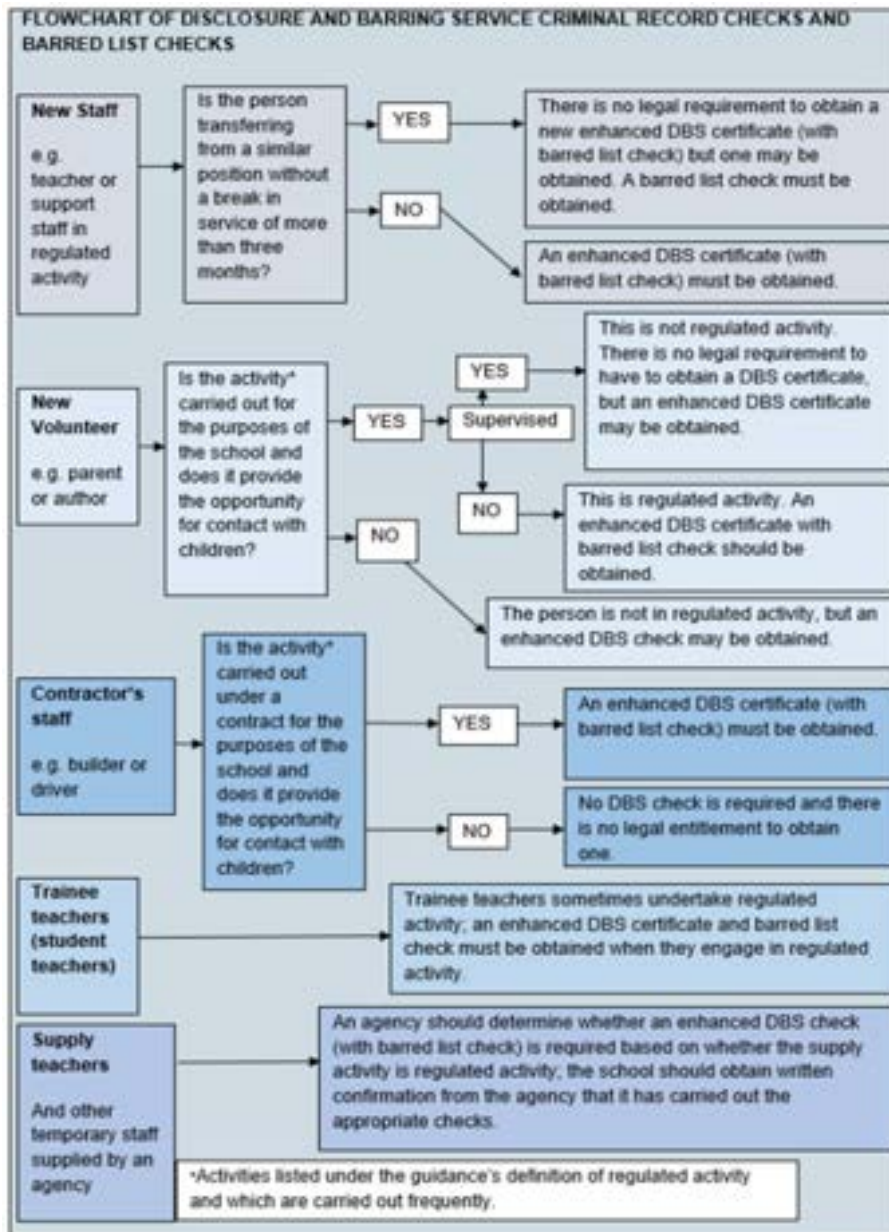 FLOWCHART OF DISCLOSURE AND BARRING SERVICE CRIMINAL RECORD CHECKS AND
BARRED LIST CHECKS
New Staff
e.g.
teacher or
support
staff in
regulated
activity
Is the person
transferring
from a similar
position without
a break in
service of more
than three
months?
YES
There is no legal requirement to obtain a
new enhanced DBS certificate (with
barred list check) but one may be
obtained. A barred list check must be
obtained.
NO
An enhanced DBS certificate (with
barred list check) must be obtained.
New
Volunteer
e.g. parent
or author
Is the activity*
carried out for
the purposes of
the school and
does it provide
the opportunity
for contact with
children?
YES
Supervised
YES
This is not regulated activity.
There is no legal requirement to
have to obtain a DBS certificate,
but an enhanced DBS certificate
may be obtained.
NO
This is regulated activity. An
enhanced DBS certificate with
barred list check should be
obtained.
NO
The person is not in regulated activity, but an
enhanced DBS check may be obtained.
Contractor's
staff
e.g. builder or
driver
Is the activity*
carried out
under a
contract for the
purposes of the
school and
does it provide
the opportunity
for contact with
children?
YES
An enhanced DBS certificate (with
barred list check) must be obtained.
NO
No DBS check is required and there
is no legal entitlement to obtain
one.
Trainee
teachers
(student
teachers)
Trainee teachers sometimes undertake regulated
activity; an enhanced DBS certificate and barred list
check must be obtained when they engage in regulated
activity.
Supply
teachers
And other
temporary staff
supplied by an
agency
An agency should determine whether an enhanced DBS check
(with barred list check) is required based on whether the supply
activity is regulated activity; the school should obtain written
confirmation from the agency that it has carried out the
appropriate checks.
*Activities listed under the guidance's definition of regulated activity
and which are carried out frequently.